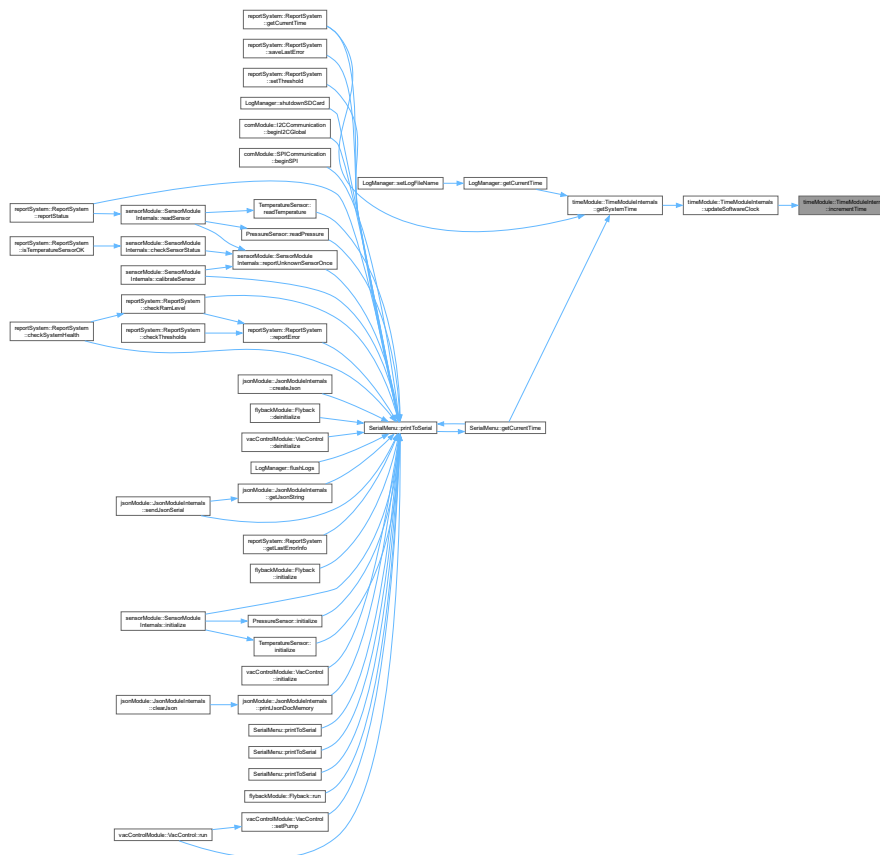 reportSystem::ReportSystem
::getCurrentTime
reportSystem::ReportSystem
::saveLastError
reportSystem::ReportSystem
::setThreshold
LogManager::shutdownSDCard
comModule::I2CCommunication
::beginI2CGlobal
comModule::SPICommunication
::beginSPI
LogManager::setLogFileName
LogManager::getCurrentTime
timeModule::TimeModuleInternals
::getSystemTime
timeModule::TimeModuleInternals
::updateSoftwareClock
timeModule::TimeModuleInternals
::incrementTime
reportSystem::ReportSystem
::reportStatus
sensorModule::SensorModule
Internals::readSensor
TemperatureSensor::
readTemperature
PressureSensor::readPressure
reportSystem::ReportSystem
::isTemperatureSensorOK
sensorModule::SensorModule
Internals::checkSensorStatus
sensorModule::SensorModule
Internals::reportUnknownSensorOnce
sensorModule::SensorModule
Internals::calibrateSensor
reportSystem::ReportSystem
::checkRamLevel
reportSystem::ReportSystem
::checkSystemHealth
reportSystem::ReportSystem
::checkThresholds
reportSystem::ReportSystem
::reportError
jsonModule::JsonModuleInternals
::createJson
flybackModule::Flyback
::deinitialize
SerialMenu::printToSerial
SerialMenu::getCurrentTime
vacControlModule::VacControl
::deinitialize
LogManager::flushLogs
jsonModule::JsonModuleInternals
::sendJsonSerial
jsonModule::JsonModuleInternals
::getJsonString
reportSystem::ReportSystem
::getLastErrorInfo
flybackModule::Flyback
::initialize
sensorModule::SensorModule
Internals::initialize
PressureSensor::initialize
TemperatureSensor::
initialize
vacControlModule::VacControl
::initialize
jsonModule::JsonModuleInternals
::clearJson
jsonModule::JsonModuleInternals
::printJsonDocMemory
SerialMenu::printToSerial
SerialMenu::printToSerial
SerialMenu::printToSerial
flybackModule::Flyback::run
vacControlModule::VacControl
::setPump
vacControlModule::VacControl::run